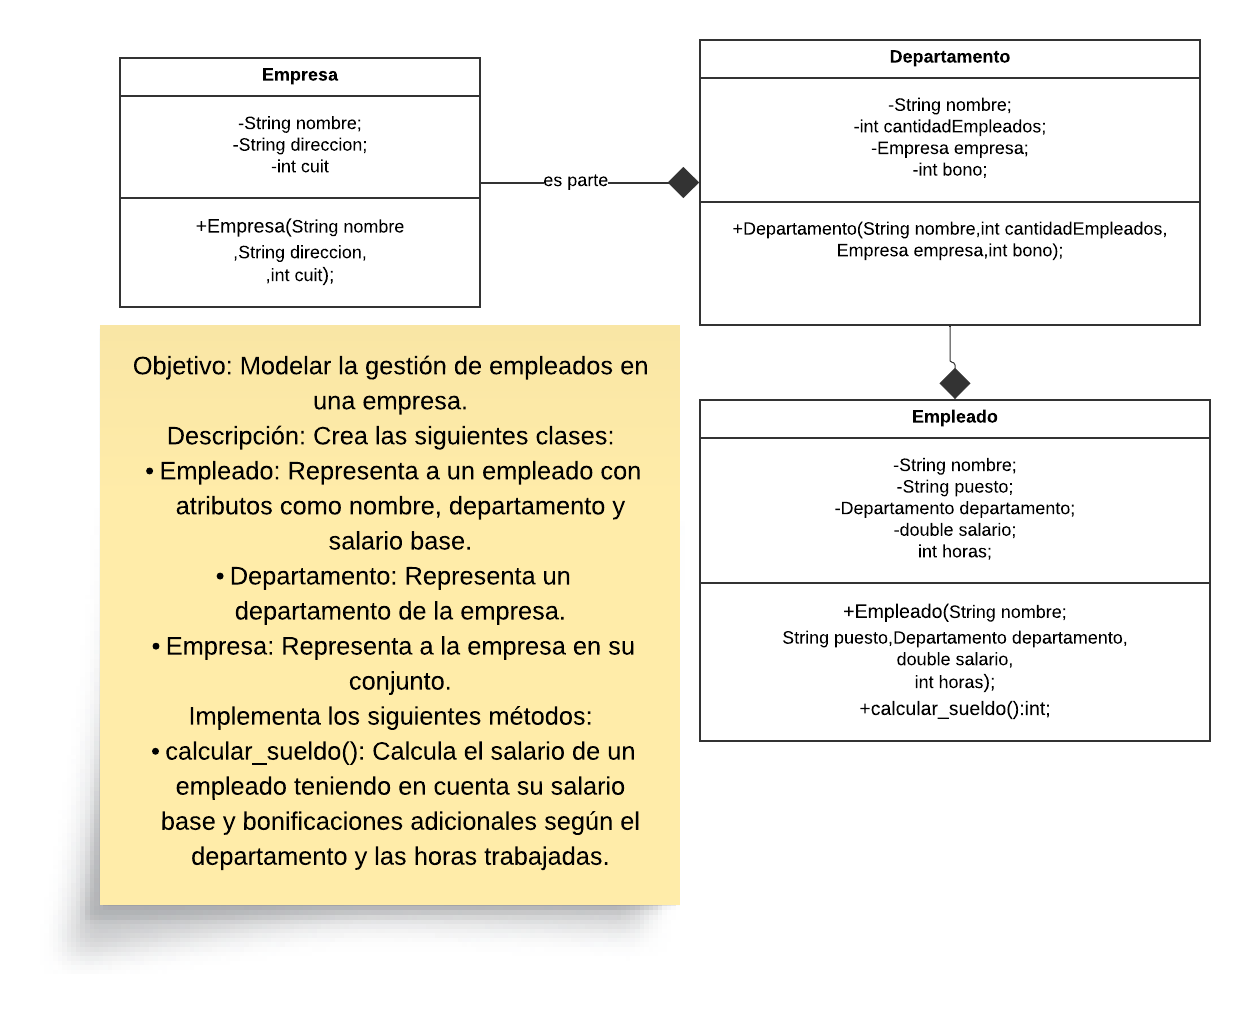 Empresa
-String nombre;
-String direccion;
-int cuit
+Empresa(String nombre
,String direccion,
,int cuit);
es parte
Departamento
-String nombre;
-int cantidadEmpleados;
-Empresa empresa;
-int bono;
+Departamento(String nombre,int cantidadEmpleados,
Empresa empresa,int bono);
Objetivo: Modelar la gestión de empleados en
una empresa.
Descripción: Crea las siguientes clases:
• Empleado: Representa a un empleado con
atributos como nombre, departamento y
salario base.
• Departamento: Representa un
departamento de la empresa.
• Empresa: Representa a la empresa en su
conjunto.
Implementa los siguientes métodos:
• calcular_sueldo(): Calcula el salario de un
empleado teniendo en cuenta su salario
base y bonificaciones adicionales según el
departamento y las horas trabajadas.
Empleado
-String nombre;
-String puesto;
-Departamento departamento;
-double salario;
int horas;
+Empleado(String nombre;
String puesto,Departamento departamento,
double salario,
int horas);
+calcular_sueldo():int;